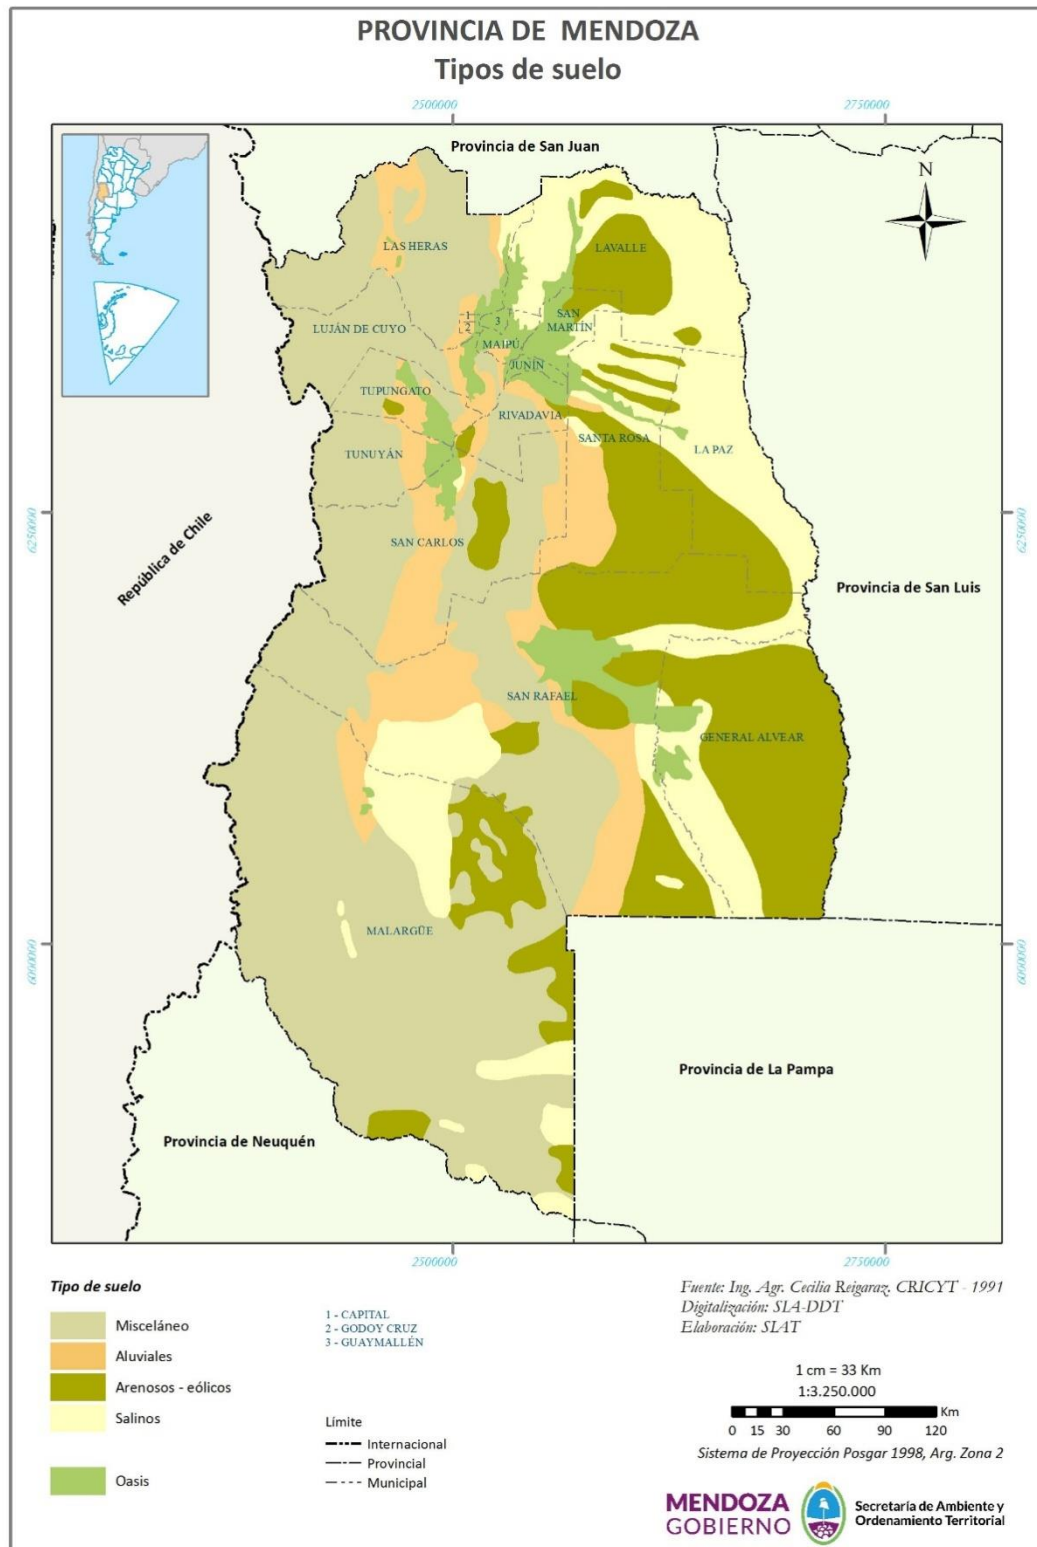 PROVINCIA DE MENDOZA
Tipos de suelo
2500000
2750000
Provincia de San Juan
N
LAS HERAS
LAVALLE
LUJÁN DE CUYO
1
2
3
SAN
MARTÍN
MAIPÚ
JUNÍN
TUPUNGATO
RIVADAVIA
SANTA ROSA
LA PAZ
TUNUYÁN
6250000
6250000
SAN CARLOS
República de Chile
Provincia de San Luis
SAN RAFAEL
GENERAL ALVEAR
MALARGÜE
6000000
6000000
Provincia de La Pampa
Provincia de Neuquén
2500000
2750000
Tipo de suelo
Misceláneo
Aluviales
Arenosos - eólicos
Salinos
Oasis
1 - CAPITAL
2 - GODOY CRUZ
3 - GUAYMALLÉN
Límite
Internacional
Provincial
Municipal
Fuente: Ing. Agr. Cecilia Reigaraz. CRICYT - 1991
Digitalización: SLA-DDT
Elaboración: SLAT
1 cm = 33 Km
1:3.250.000
Km
0 15 30 60 90 120
Sistema de Proyección Posgar 1998, Arg. Zona 2
MENDOZA
GOBIERNO
Secretaría de Ambiente y
Ordenamiento Territorial